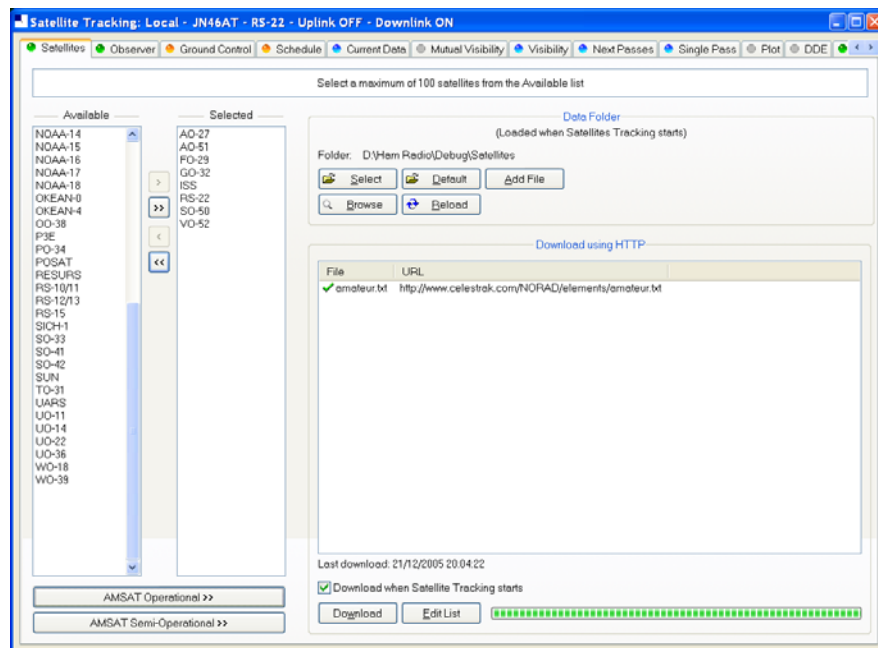 Satellite Tracking: Local - JN46AT - RS-22 - Uplink OFF - Downlink ON
Satellites Observer Ground Control Schedule Current Data Mutual Visibility Visibility Next Passes Single Pass Plot DDE
Select a maximum of 100 satellites from the Available list
Available
NOAA-14
NOAA-15
NOAA-16
NOAA-17
NOAA-18
OKEAN-0
OKEAN-4
OO-38
P3E
PO-34
POSAT
RESURS
RS-10/11
RS-12/13
RS-15
SICH-1
SO-33
SO-41
SO-42
SUN
TO-31
UARS
UO-11
UO-14
UO-22
UO-36
WO-18
WO-39
>
>>
<
<<
Selected
AO-27
AO-51
FO-29
GO-32
ISS
RS-22
SO-50
VO-52
AMSAT Operational >>
AMSAT Semi-Operational >>
Data Folder
(Loaded when Satellites Tracking starts)
Folder: D:\Ham Radio\Debug\Satellites
Select Default Add File
Browse Reload
Download using HTTP
File URL
amateur.txt http://www.celestrak.com/NORAD/elements/amateur.txt
Last download: 21/12/2005 20:04:22
Download when Satellite Tracking starts
Download Edit List